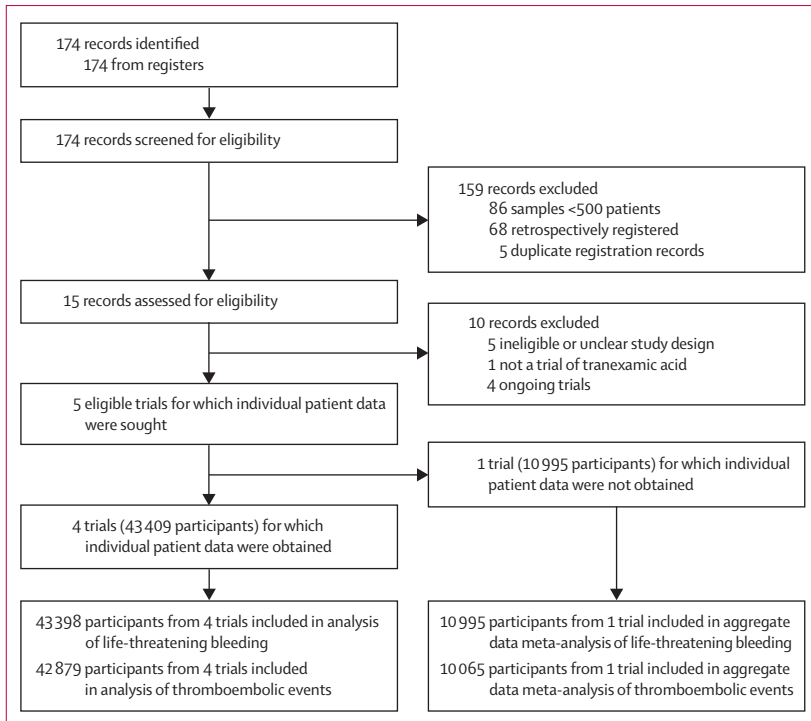 174 records identified
174 from registers
174 records screened for eligibility
159 records excluded
86 samples <500 patients
68 retrospectively registered
5 duplicate registration records
15 records assessed for eligibility
10 records excluded
5 ineligible or unclear study design
1 not a trial of tranexamic acid
4 ongoing trials
5 eligible trials for which individual patient data
were sought
1 trial (10 995 participants) for which individual
patient data were not obtained
4 trials (43 409 participants) for which
individual patient data were obtained
43 398 participants from 4 trials included in analysis
of life-threatening bleeding
42 879 participants from 4 trials included
in analysis of thromboembolic events
10 995 participants from 1 trial included in aggregate
data meta-analysis of life-threatening bleeding
10 065 participants from 1 trial included in aggregate
data meta-analysis of thromboembolic events